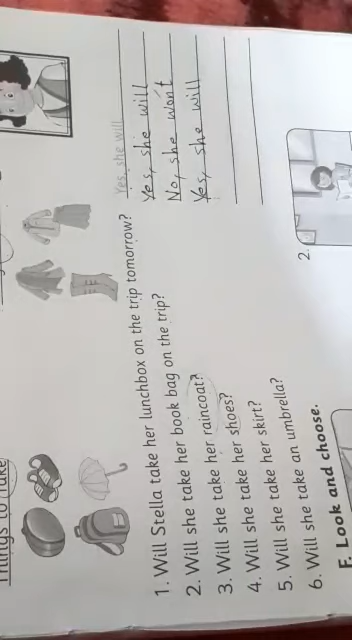 Things to Take
1. Will Stella take her lunchbox on the trip tomorrow? Yes, she will
2. Will she take her book bag on the trip? Yes, she will
3. Will she take her raincoat? No, she won't
4. Will she take her shoes? Yes, she will
5. Will she take her skirt?
6. Will she take an umbrella?
F. Look and choose.
2.